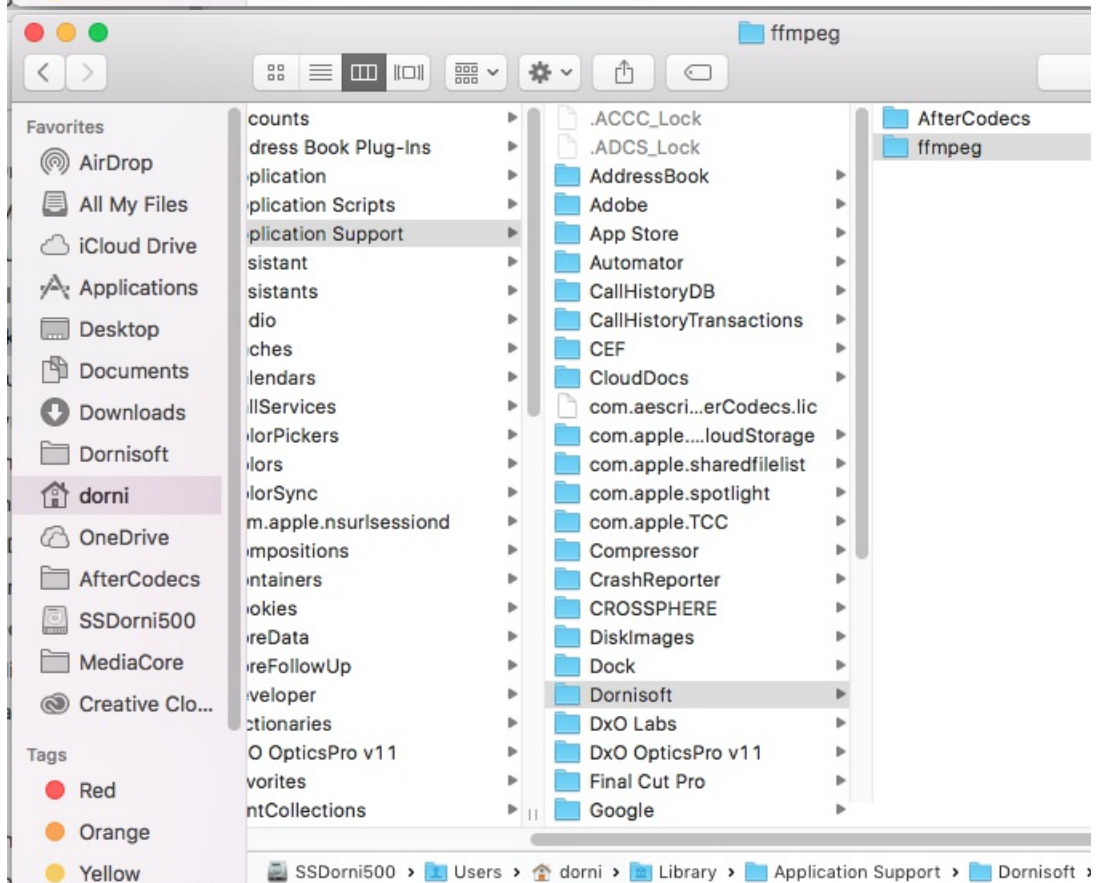 ffmpeg
Favorites
AirDrop
All My Files
iCloud Drive
Applications
Desktop
Documents
Downloads
Dornisoft
dorni
OneDrive
AfterCodecs
SSDorni500
MediaCore
Creative Clo...
Tags
Red
Orange
Yellow
counts
dress Book Plug-Ins
plication
plication Scripts
plication Support
sistant
sistants
dio
ches
lendars
llServices
lorPickers
lors
lorSync
m.apple.nsurlsessiond
mpositions
ntainers
okies
reData
reFollowUp
veloper
ctionaries
O OpticsPro v11
vorites
ntCollections
.ACCC_Lock
.ADCS_Lock
AddressBook
Adobe
App Store
Automator
CallHistoryDB
CallHistoryTransactions
CEF
CloudDocs
com.aescri...erCodecs.lic
com.apple....loudStorage
com.apple.sharedfilelist
com.apple.spotlight
com.apple.TCC
Compressor
CrashReporter
CROSSPHERE
DiskImages
Dock
Dornisoft
DxO Labs
DxO OpticsPro v11
Final Cut Pro
Google
AfterCodecs
ffmpeg
SSDorni500 › Users › dorni › Library › Application Support › Dornisoft ›